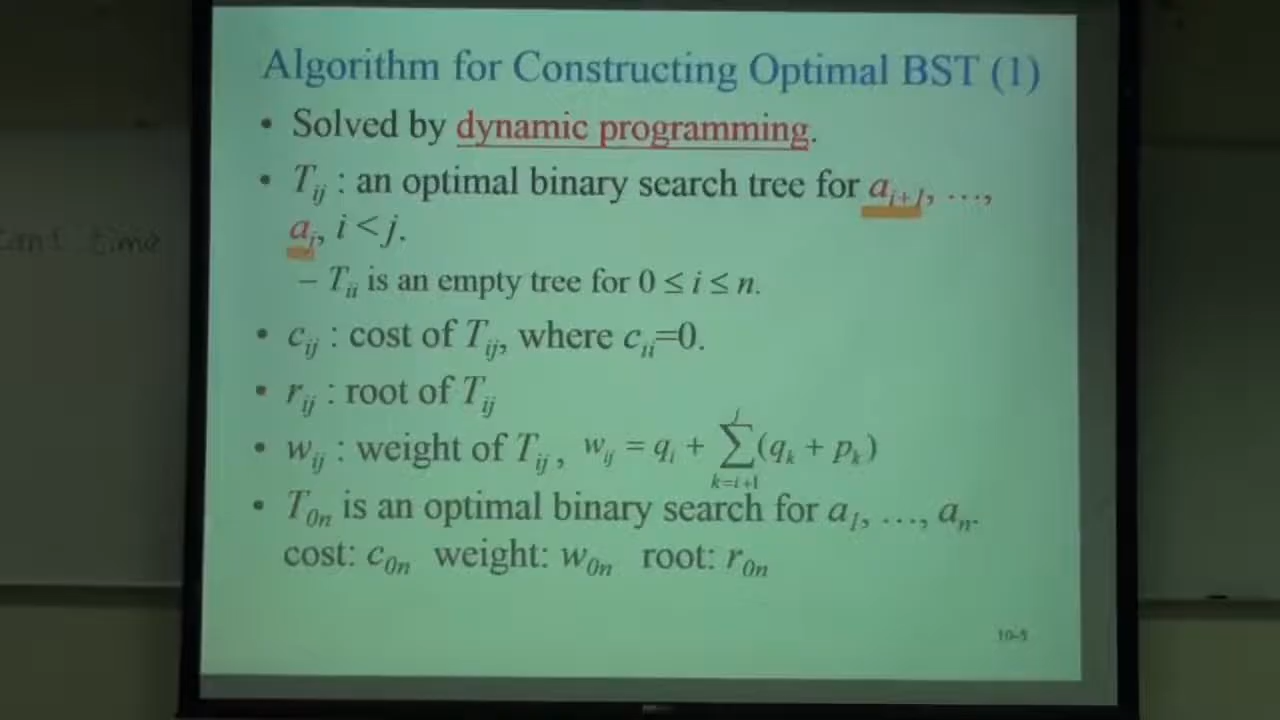 Algorithm for Constructing Optimal BST (1)
• Solved by dynamic programming.
• T_ij : an optimal binary search tree for a_i+1, …,
a_j, i < j.
– T_ii is an empty tree for 0 ≤ i ≤ n.
• c_ij : cost of T_ij, where c_ii=0.
• r_ij : root of T_ij
• w_ij : weight of T_ij, w_ij = q_i + ∑_{k=i+1}^{j} (q_k + p_k)
• T_0n is an optimal binary search for a_1, …, a_n.
cost: c_0n weight: w_0n root: r_0n
10-5
time